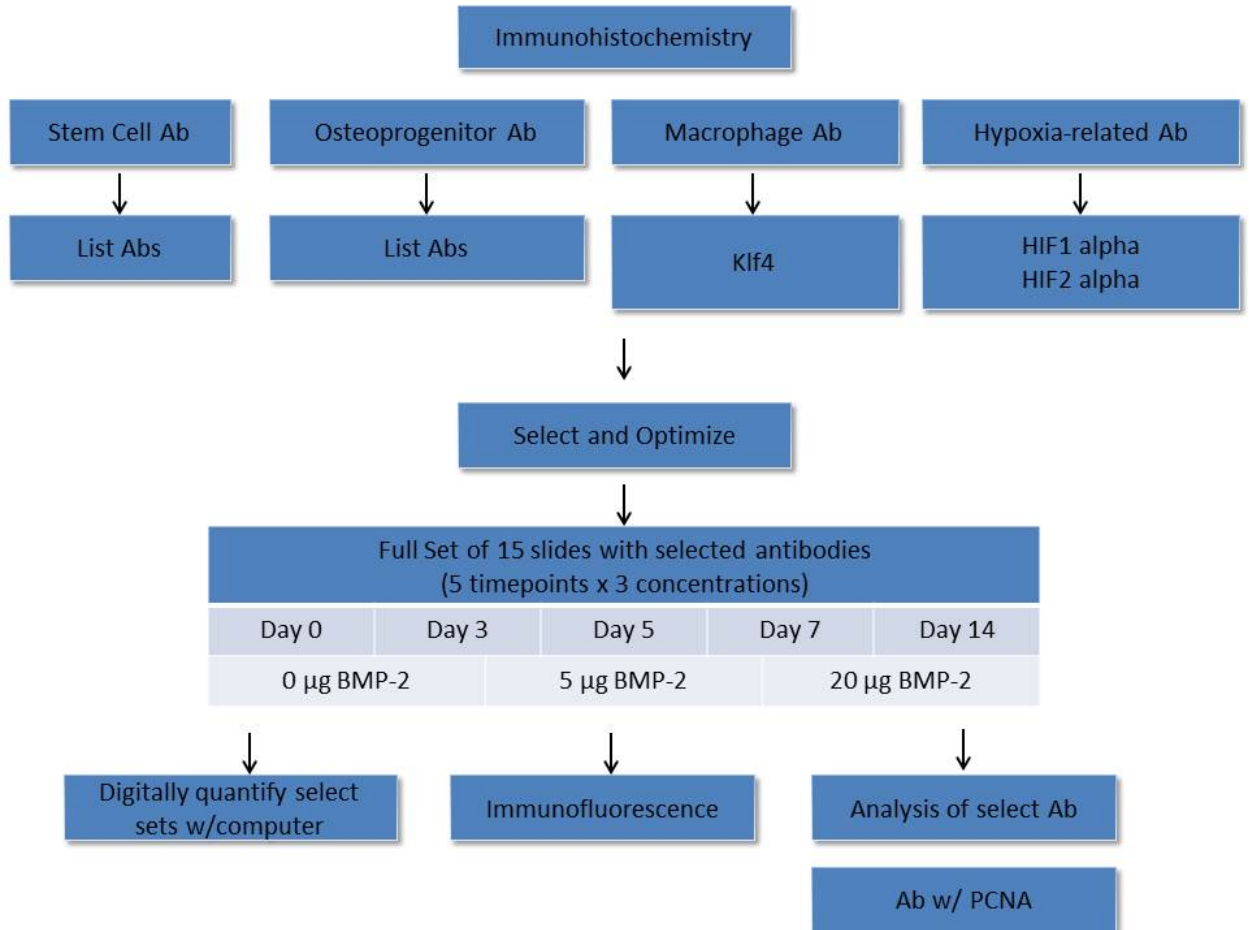 Immunohistochemistry
Stem Cell Ab
Osteoprogenitor Ab
Macrophage Ab
Hypoxia-related Ab
List Abs
List Abs
Klf4
HIF1 alpha
HIF2 alpha
Select and Optimize
Full Set of 15 slides with selected antibodies
(5 timepoints x 3 concentrations)
Day 0
Day 3
Day 5
Day 7
Day 14
0 µg BMP-2
5 µg BMP-2
20 µg BMP-2
Digitally quantify select
sets w/computer
Immunofluorescence
Analysis of select Ab
Ab w/ PCNA